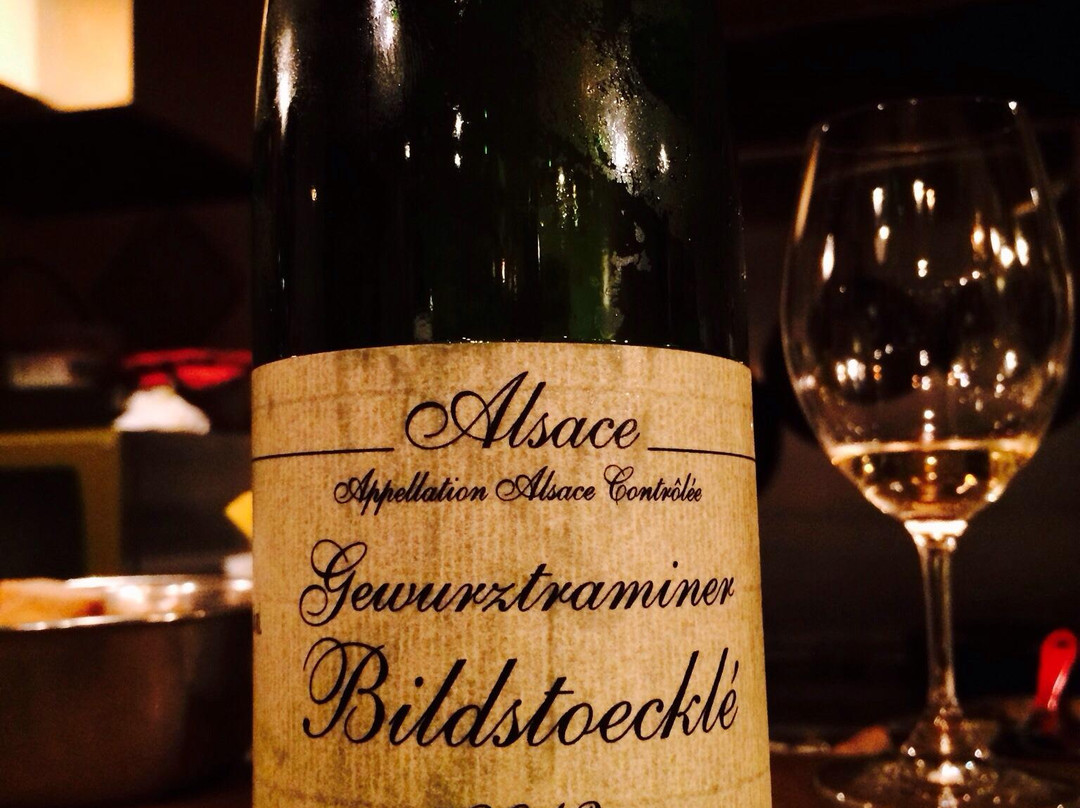 Alsace
Appellation Alsace Contrôlée
Gewurztraminer
Bildstoecklé